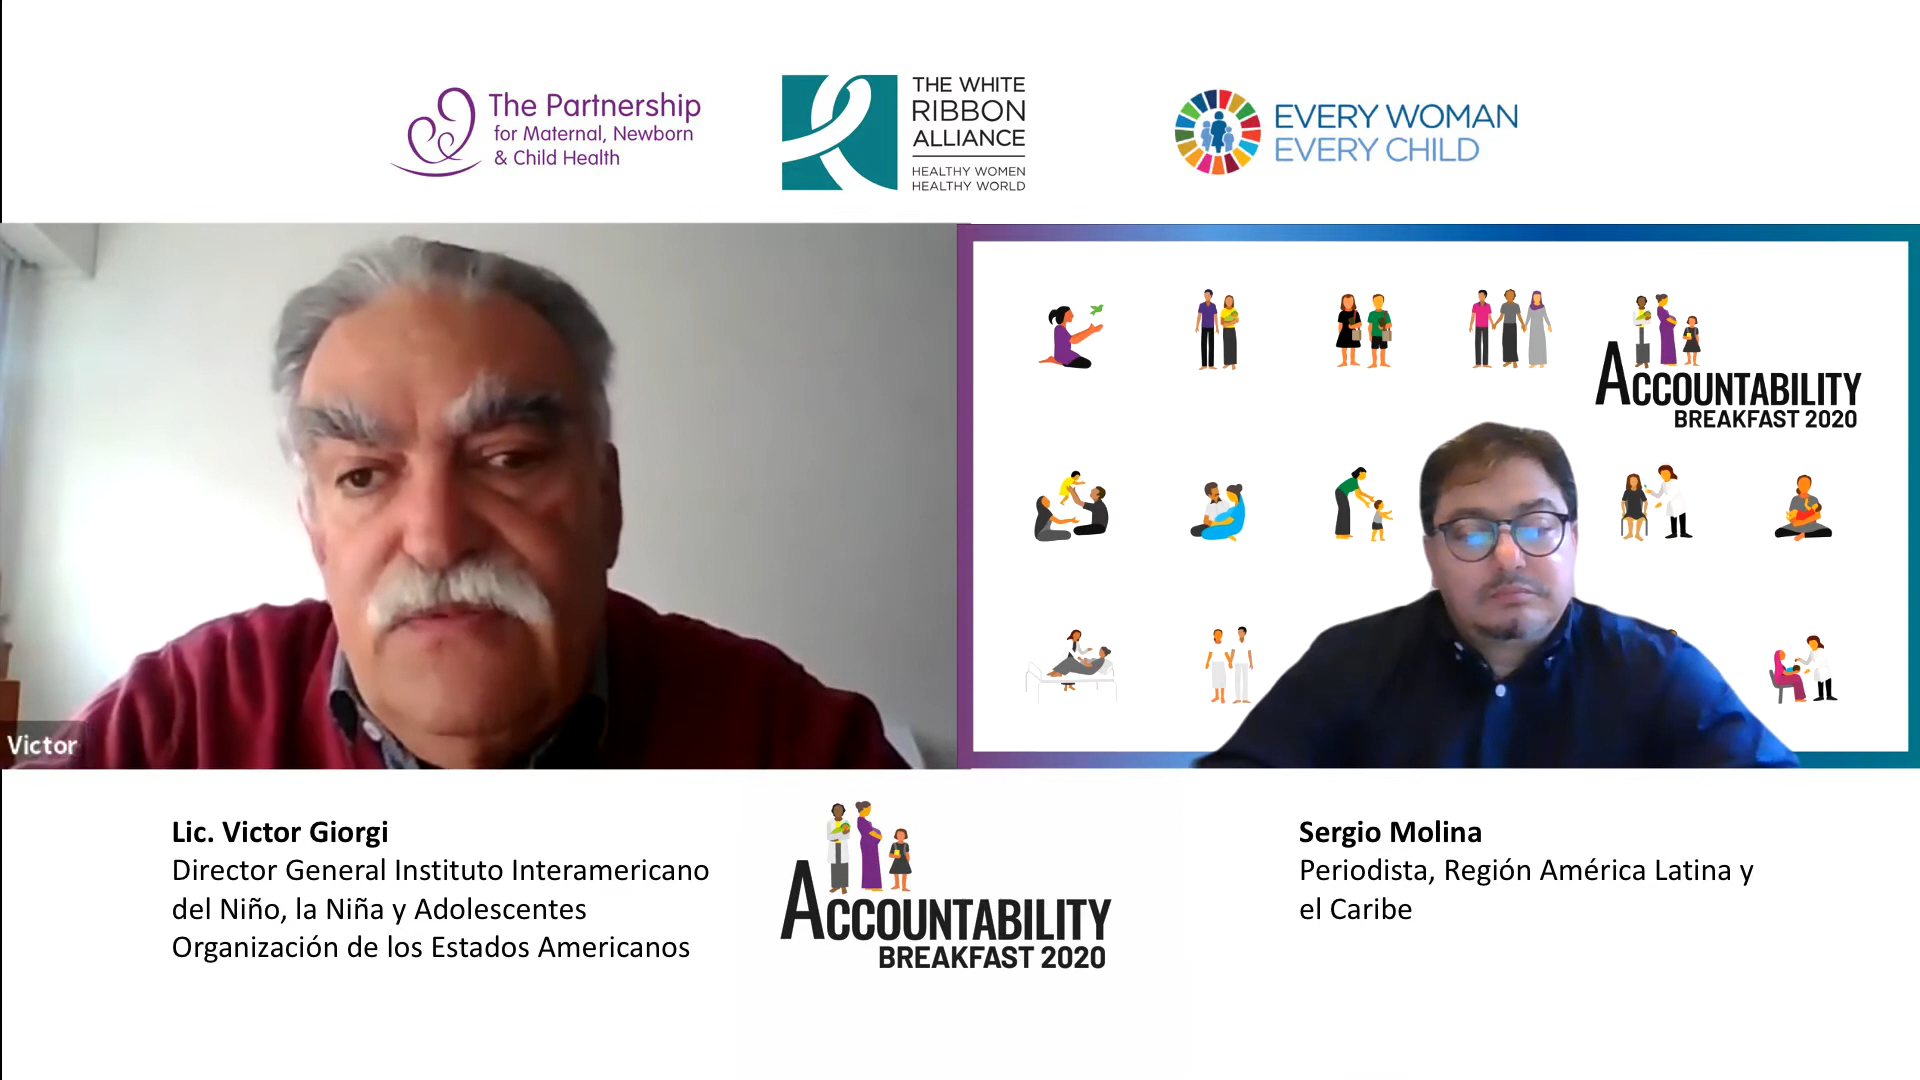 The Partnership
for Maternal, Newborn
& Child Health
THE WHITE
RIBBON
ALLIANCE
HEALTHY WOMEN
HEALTHY WORLD
EVERY WOMAN
EVERY CHILD
ACCOUNTABILITY
BREAKFAST 2020
Victor
Lic. Victor Giorgi
Director General Instituto Interamericano
del Niño, la Niña y Adolescentes
Organización de los Estados Americanos
ACCOUNTABILITY
BREAKFAST 2020
Sergio Molina
Periodista, Región América Latina y
el Caribe